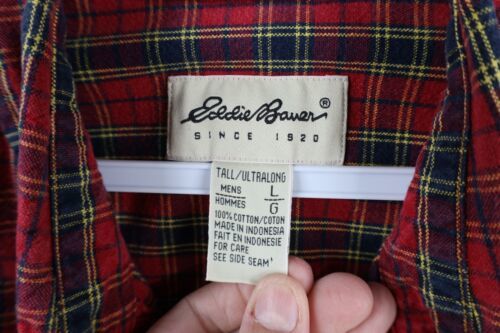 Eddie Bauer®
SINCE 1920
TALL/ULTRALONG
MENS L
HOMMES G
100% COTTON/COTON
MADE IN INDONESIA
FAIT EN INDONESIE
FOR CARE
SEE SIDE SEAM